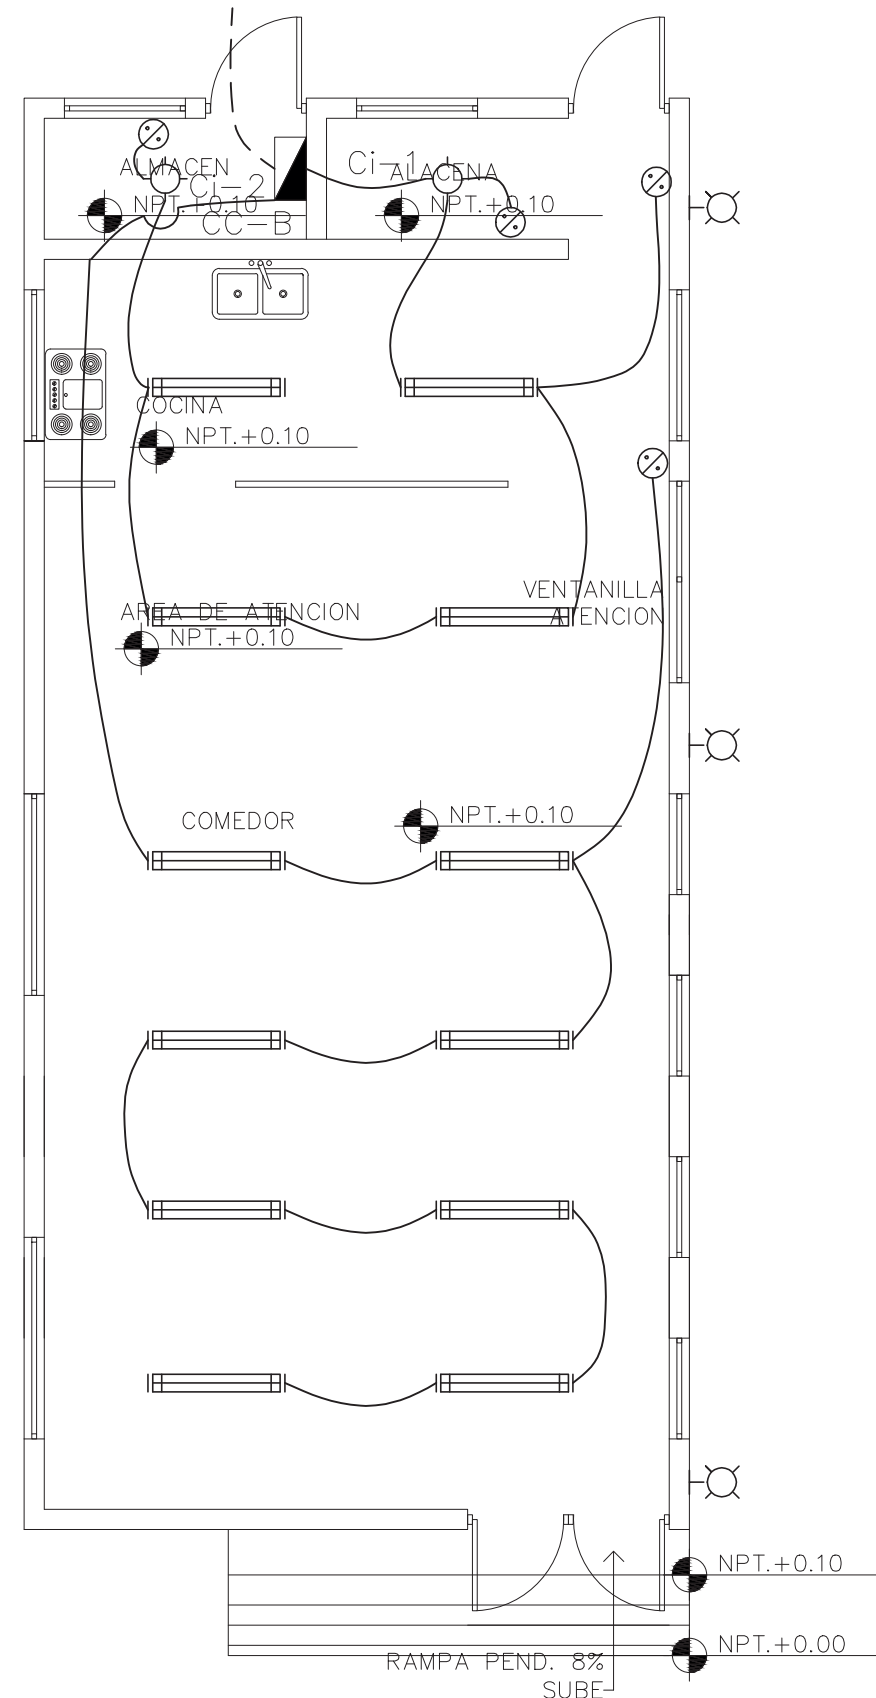 ALMACEN
Ci-1
ALACENA
Ci-2
NPT.+0.10
NPT.+0.10
CC-B
COCINA
NPT.+0.10
VENTANILLA
ATENCION
AREA DE ATENCION
NPT.+0.10
COMEDOR
NPT.+0.10
NPT.+0.10
NPT.+0.00
RAMPA PEND. 8%
SUBE